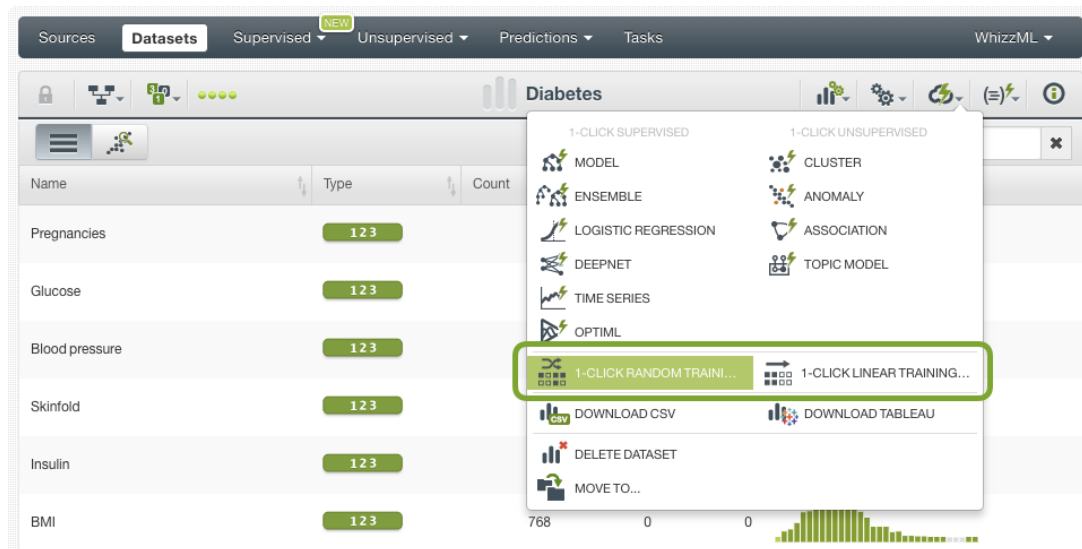 NEW
Sources Datasets Supervised Unsupervised Predictions Tasks WhizzML
Diabetes
1-CLICK SUPERVISED 1-CLICK UNSUPERVISED
MODEL CLUSTER
ENSEMBLE ANOMALY
LOGISTIC REGRESSION ASSOCIATION
DEEPNET TOPIC MODEL
TIME SERIES
OPTIML
1-CLICK RANDOM TRAINI... 1-CLICK LINEAR TRAINING...
CSV DOWNLOAD CSV DOWNLOAD TABLEAU
DELETE DATASET
MOVE TO...
Name Type Count
Pregnancies 123
Glucose 123
Blood pressure 123
Skinfold 123
Insulin 123
BMI 123 768 0 0